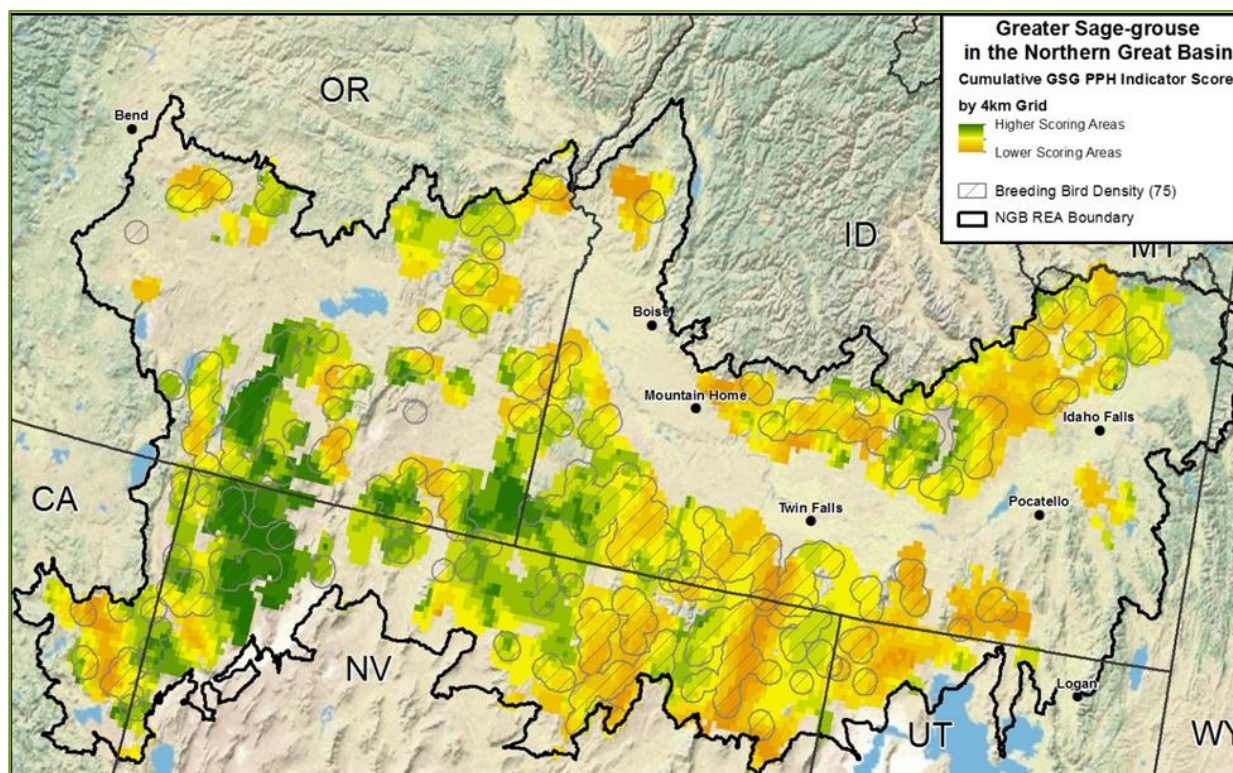 Greater Sage-grouse
in the Northern Great Basin
Cumulative GSG PPH Indicator Score
by 4km Grid
Higher Scoring Areas
Lower Scoring Areas
Breeding Bird Density (75)
NGB REA Boundary
OR
Bend
ID
MT
Boise
Mountain Home
Idaho Falls
CA
Twin Falls
Pocatello
NV
Logan
UT
WY